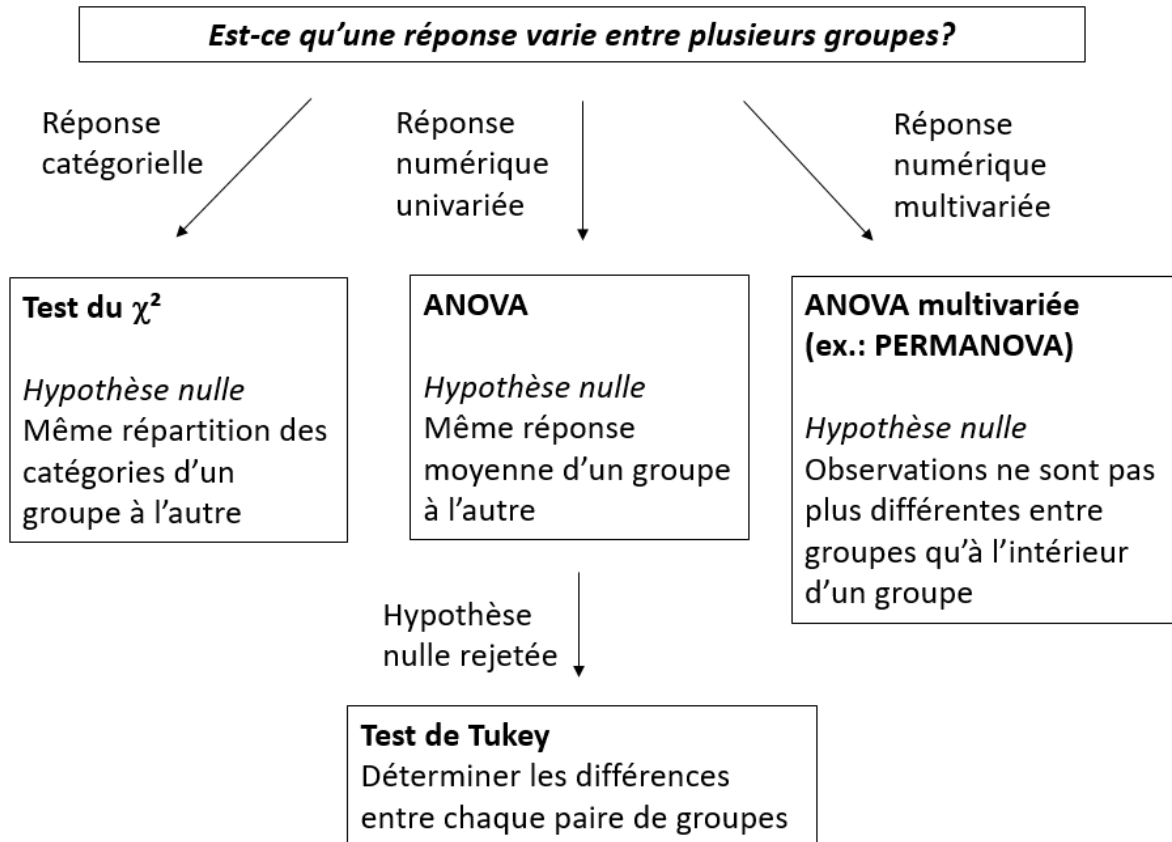 Est-ce qu’une réponse varie entre plusieurs groupes?
Réponse
catégorielle
Réponse
numérique
univariée
Réponse
numérique
multivariée
Test du χ²
Hypothèse nulle
Même répartition des
catégories d’un
groupe à l’autre
ANOVA
Hypothèse nulle
Même réponse
moyenne d’un groupe
à l’autre
ANOVA multivariée
(ex.: PERMANOVA)
Hypothèse nulle
Observations ne sont pas
plus différentes entre
groupes qu’à l’intérieur
d’un groupe
Hypothèse
nulle rejetée
Test de Tukey
Déterminer les différences
entre chaque paire de groupes